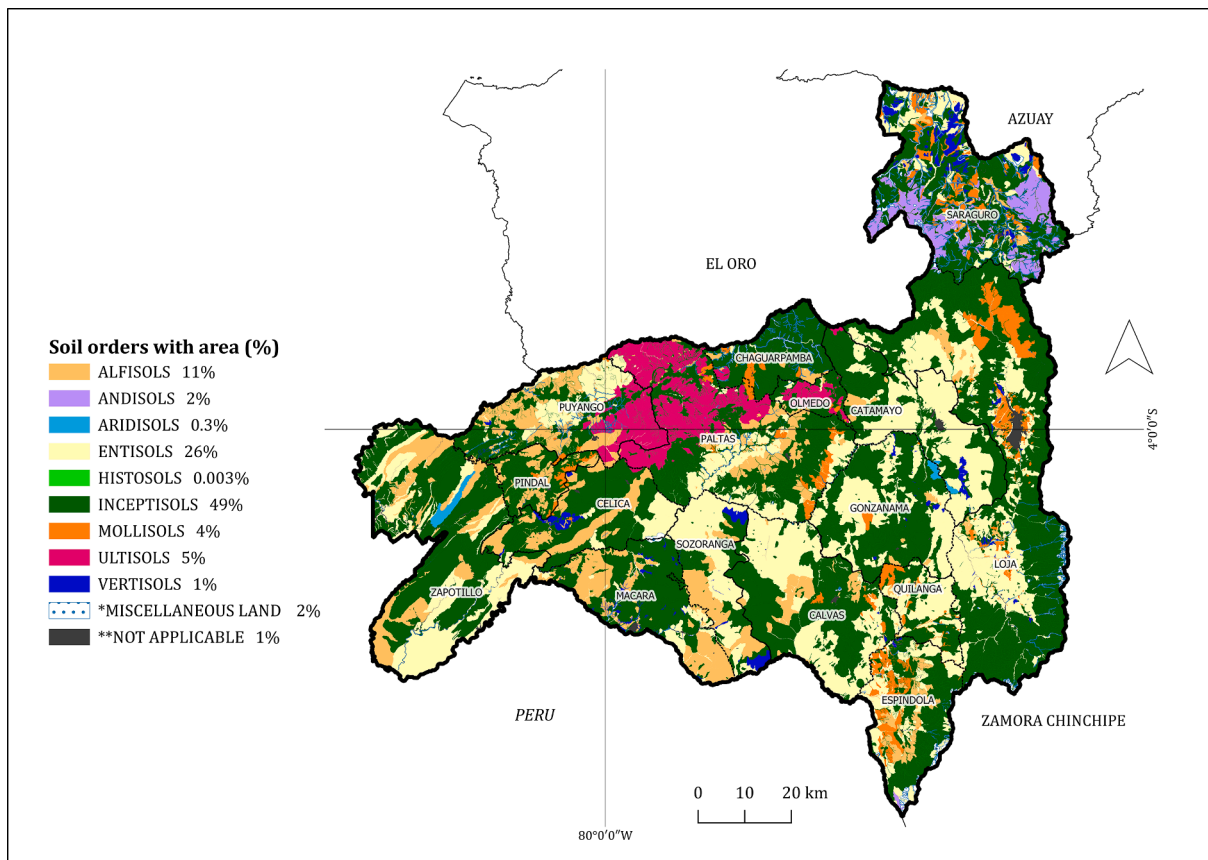 AZUAY
SARAGURO
EL ORO
Soil orders with area (%)
ALFISOLS 11%
ANDISOLS 2%
ARIDISOLS 0.3%
ENTISOLS 26%
HISTOSOLS 0.003%
INCEPTISOLS 49%
MOLLISOLS 4%
ULTISOLS 5%
VERTISOLS 1%
*MISCELLANEOUS LAND 2%
**NOT APPLICABLE 1%
CHAGUARPAMBA
PUYANGO
OLMEDO
CATAMAYO
PALTAS
4°0'0"S
PINDAL
CELICA
GONZANAMA
SOZORANGA
LOJA
ZAPOTILLO
MACARA
QUILANGA
CALVAS
ESPINDOLA
PERU
ZAMORA CHINCHIPE
0 10 20 km
80°0'0"W